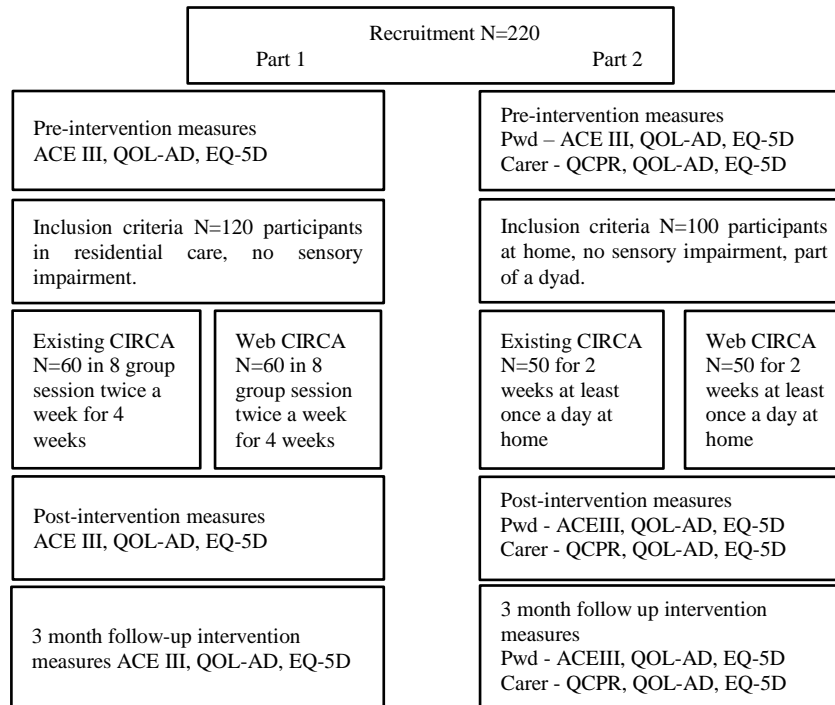 Recruitment N=220
Part 1 Part 2
Pre-intervention measures
ACE III, QOL-AD, EQ-5D
Pre-intervention measures
Pwd – ACE III, QOL-AD, EQ-5D
Carer - QCPR, QOL-AD, EQ-5D
Inclusion criteria N=120 participants
in residential care, no sensory
impairment.
Inclusion criteria N=100 participants
at home, no sensory impairment, part
of a dyad.
Existing CIRCA
N=60 in 8 group
session twice a
week for 4
weeks
Web CIRCA
N=60 in 8
group session
twice a week
for 4 weeks
Existing CIRCA
N=50 for 2
weeks at least
once a day at
home
Web CIRCA
N=50 for 2
weeks at least
once a day at
home
Post-intervention measures
ACE III, QOL-AD, EQ-5D
Post-intervention measures
Pwd - ACEIII, QOL-AD, EQ-5D
Carer - QCPR, QOL-AD, EQ-5D
3 month follow-up intervention
measures ACE III, QOL-AD, EQ-5D
3 month follow up intervention
measures
Pwd - ACEIII, QOL-AD, EQ-5D
Carer - QCPR, QOL-AD, EQ-5D